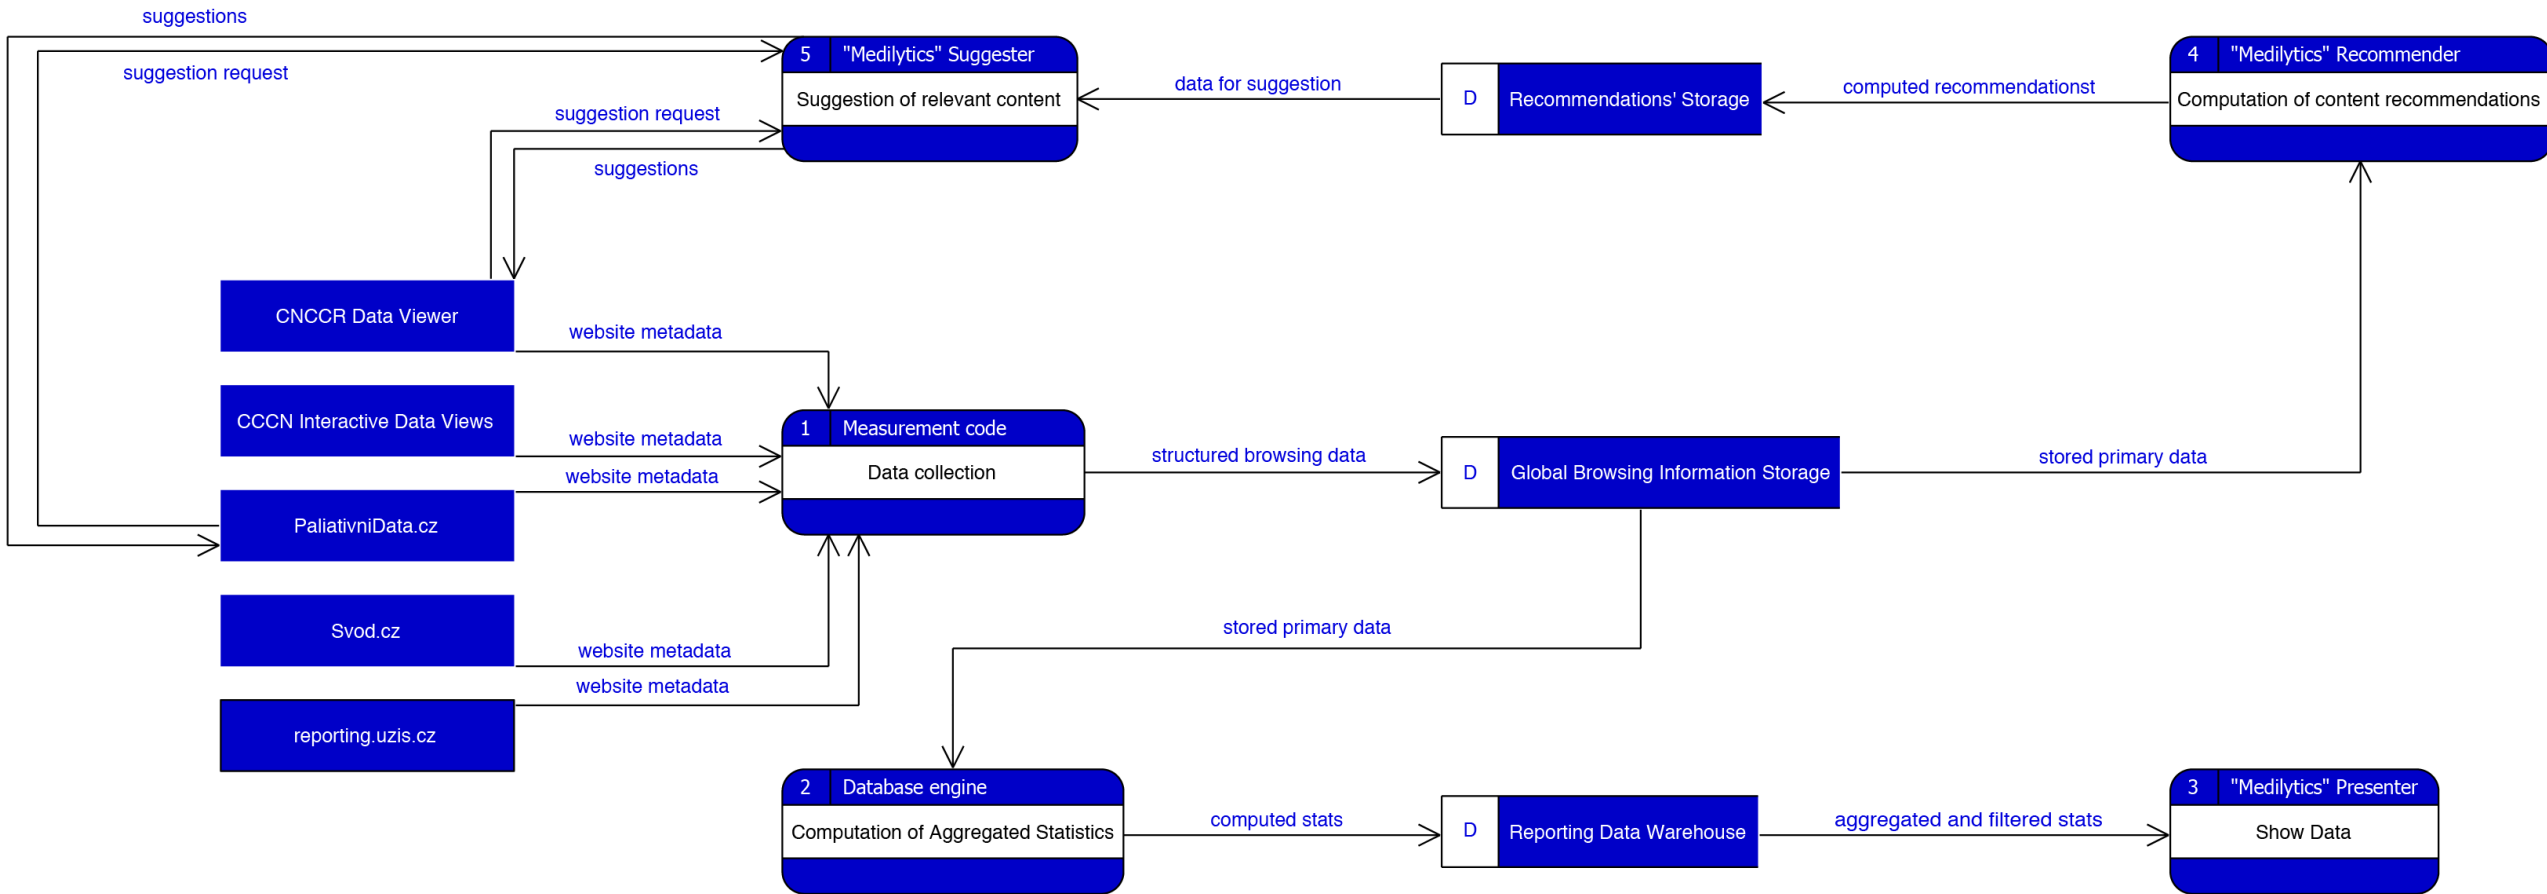 suggestions
5 "Medilytics" Suggester
4 "Medilytics" Recommender
suggestion request
data for suggestion
computed recommendationst
Suggestion of relevant content
D Recommendations' Storage
Computation of content recommendations
suggestion request
suggestions
CNCCR Data Viewer
website metadata
CCCN Interactive Data Views
website metadata
1 Measurement code
structured browsing data
stored primary data
Data collection
D Global Browsing Information Storage
website metadata
PaliativniData.cz
Svod.cz
stored primary data
website metadata
website metadata
reporting.uzis.cz
2 Database engine
3 "Medilytics" Presenter
computed stats
aggregated and filtered stats
Computation of Aggregated Statistics
D Reporting Data Warehouse
Show Data